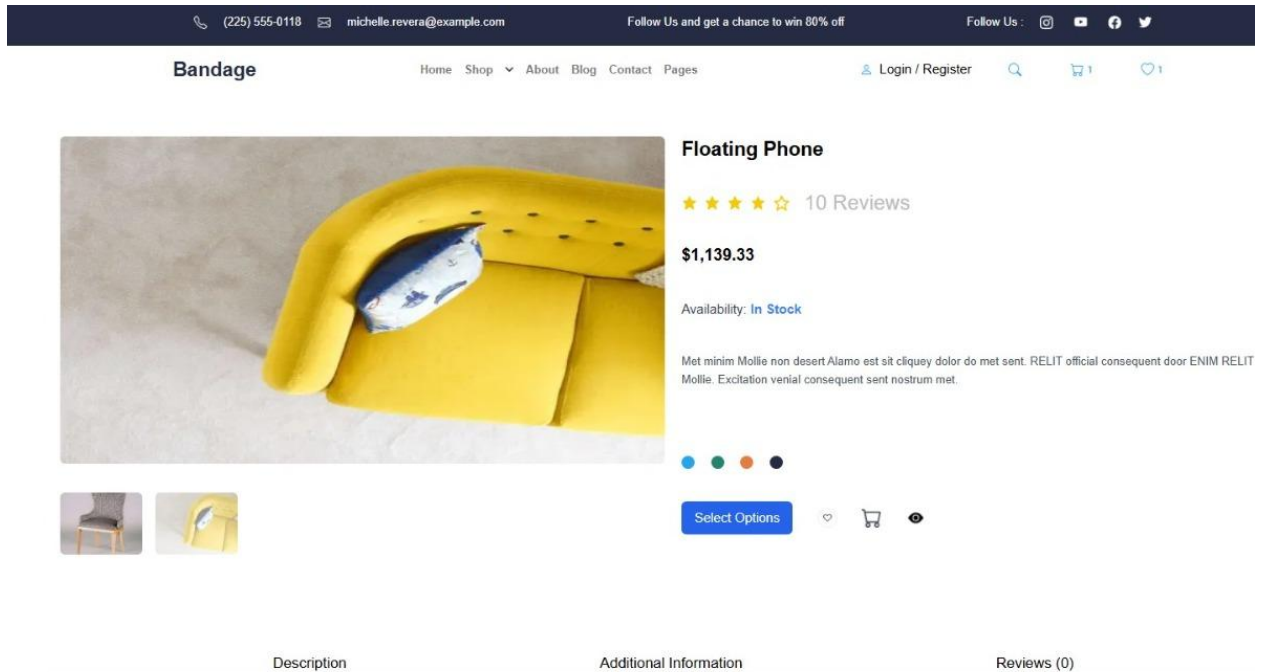 (225) 555-0118 michelle.revera@example.com Follow Us and get a chance to win 80% off Follow Us :
Bandage Home Shop About Blog Contact Pages Login / Register 1 1
Floating Phone
10 Reviews
$1,139.33
Availability: In Stock
Met minim Mollie non desert Alamo est sit cliquey dolor do met sent. RELIT official consequent door ENIM RELIT
Mollie. Excitation venial consequent sent nostrum met.
Select Options
Description Additional Information Reviews (0)